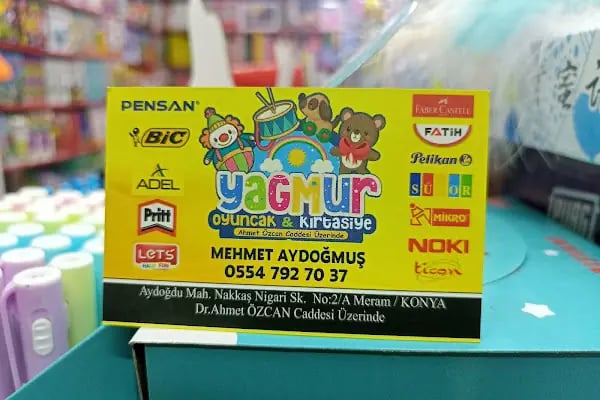 PENSAN
BiC
ADEL
Pritt
LETS
FABER-CASTELL
FATİH
Pelikan
SÜDOR
MİKRO
NOKI
ticon
yağmur
oyuncak & kırtasiye
Ahmet Özcan Caddesi Üzerinde
MEHMET AYDOĞMUŞ
0554 792 70 37
Aydoğdu Mah. Nakkaş Nigari Sk. No:2/A Meram / KONYA
Dr.Ahmet ÖZCAN Caddesi Üzerinde